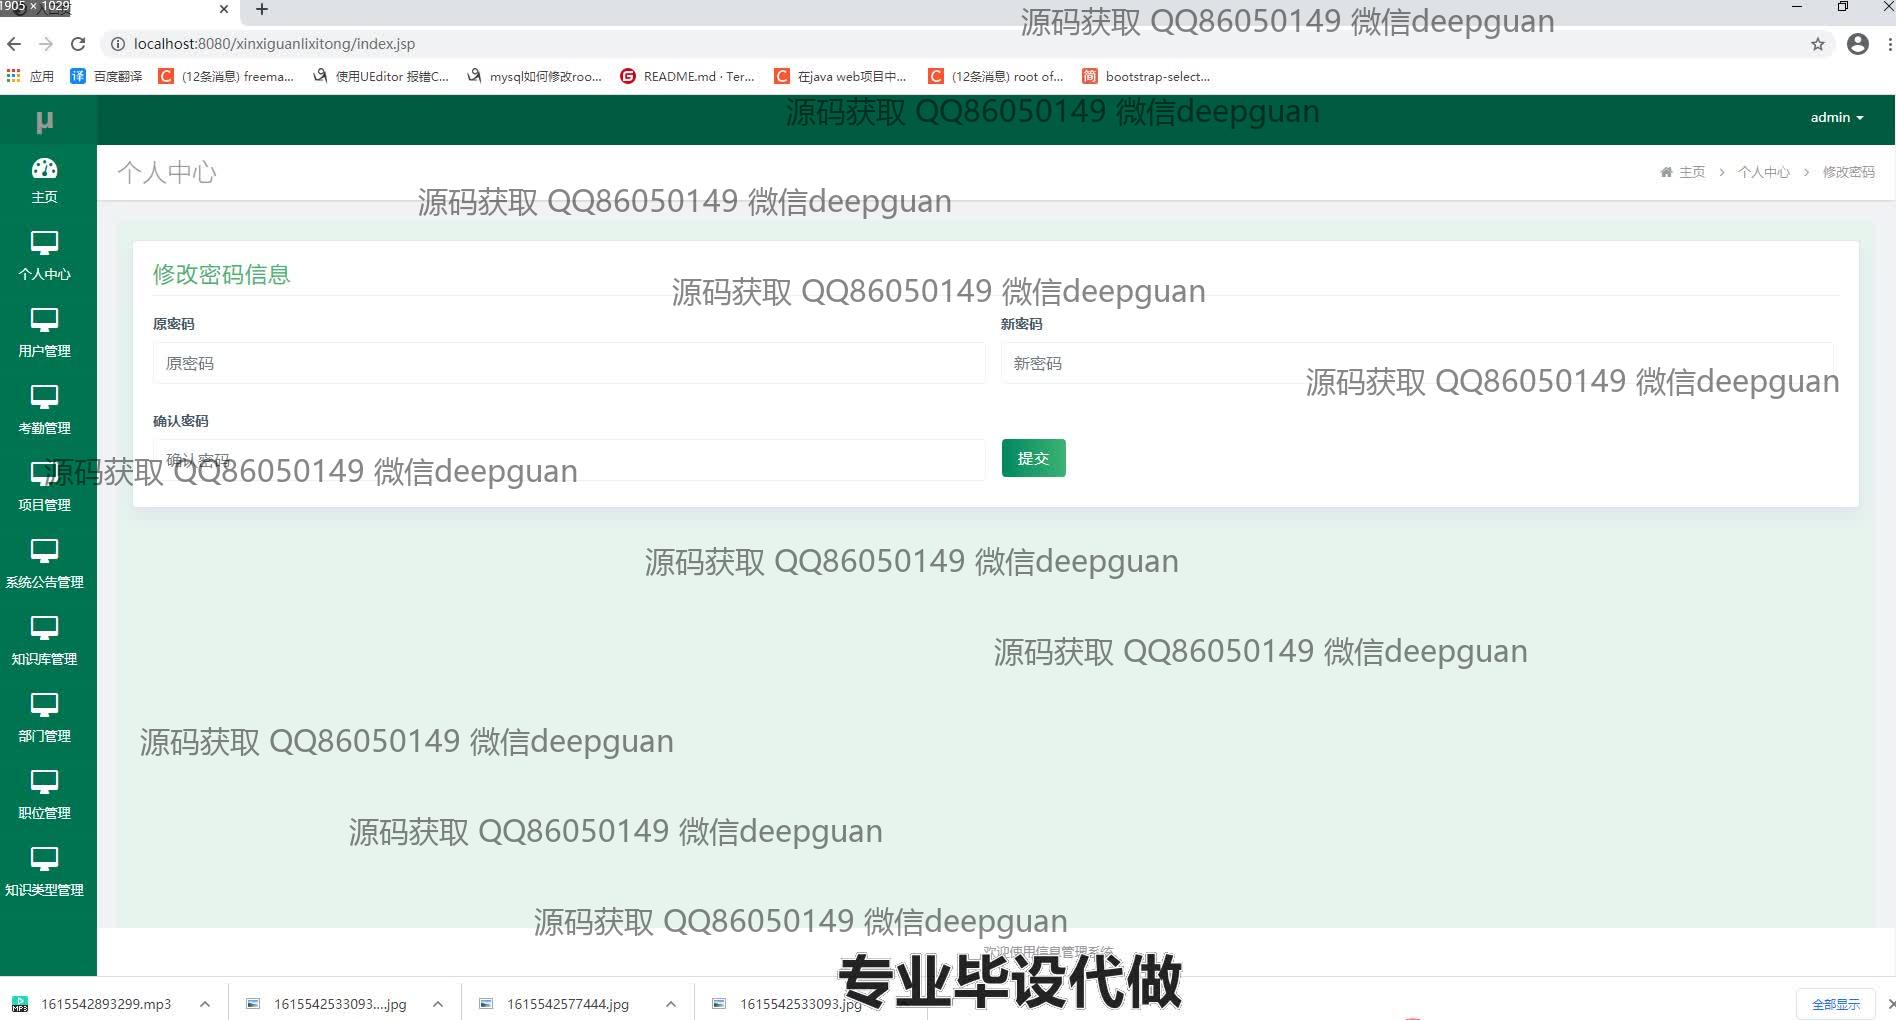 1905 × 1029
源码获取 QQ86050149 微信deepguan
localhost:8080/xinxiguanlixitong/index.jsp
应用 百度翻译 (12条消息) freema... 使用UEditor 报错C... mysql如何修改roo... README.md · Ter... 在java web项目中... (12条消息) root of... bootstrap-select...
源码获取 QQ86050149 微信deepguan
μ
admin
个人中心
主页 > 个人中心 > 修改密码
源码获取 QQ86050149 微信deepguan
主页
个人中心
用户管理
考勤管理
项目管理
系统公告管理
知识库管理
部门管理
职位管理
知识类型管理
修改密码信息
源码获取 QQ86050149 微信deepguan
原密码 新密码
原密码 新密码
源码获取 QQ86050149 微信deepguan
确认密码
确认密码 提交
源码获取 QQ86050149 微信deepguan
源码获取 QQ86050149 微信deepguan
源码获取 QQ86050149 微信deepguan
源码获取 QQ86050149 微信deepguan
源码获取 QQ86050149 微信deepguan
源码获取 QQ86050149 微信deepguan
欢迎使用信息管理系统
专业毕设代做
1615542893299.mp3 1615542533093....jpg 1615542577444.jpg 1615542533093.jpg 全部显示